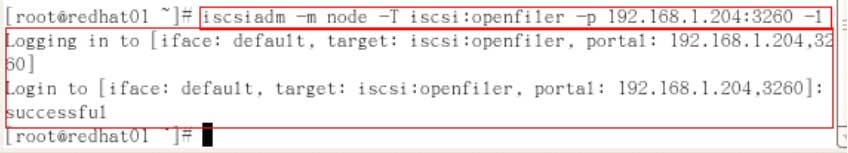 [root@redhat01 ~]# iscsiadm -m node -T iscsi:openfiler -p 192.168.1.204:3260 -l
Logging in to [iface: default, target: iscsi:openfiler, portal: 192.168.1.204,32
60]
Login to [iface: default, target: iscsi:openfiler, portal: 192.168.1.204,3260]:
successful
[root@redhat01 ~]#